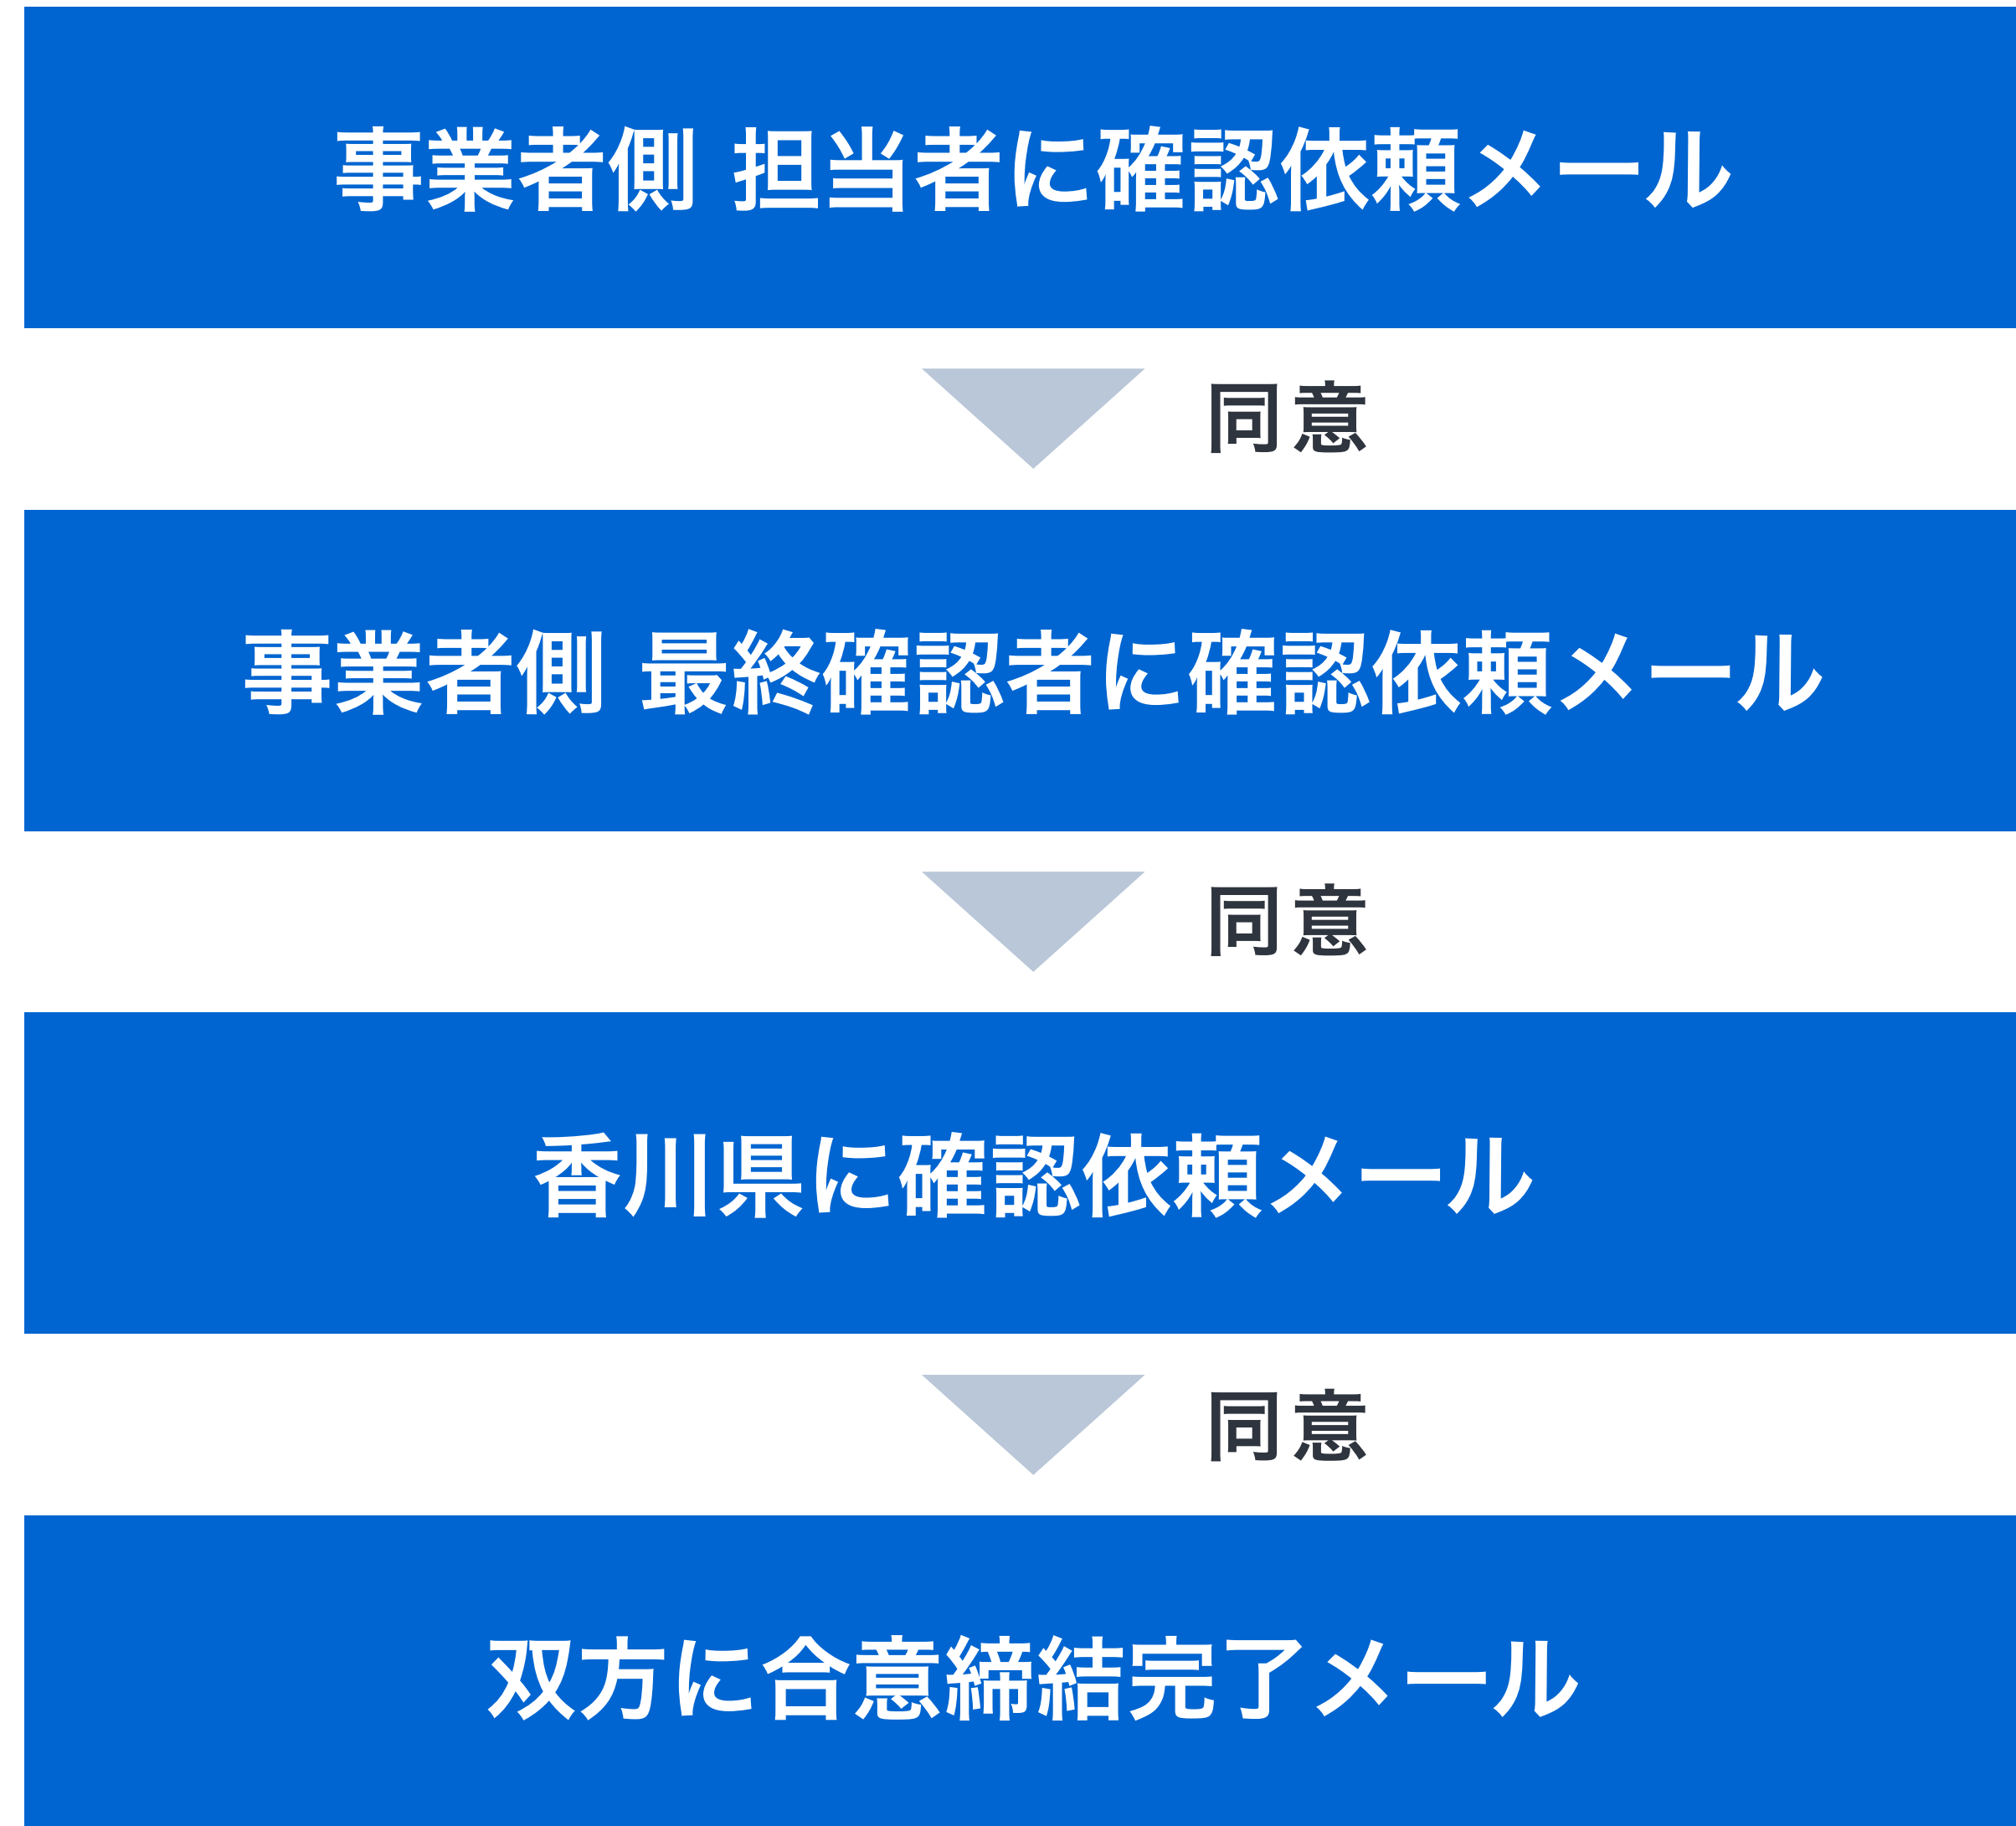 事業者側 担当者に確認依頼メール
同意
事業者側 最終確認者に確認依頼メール
同意
香川県に確認依頼メール
同意
双方に合意締結完了メール